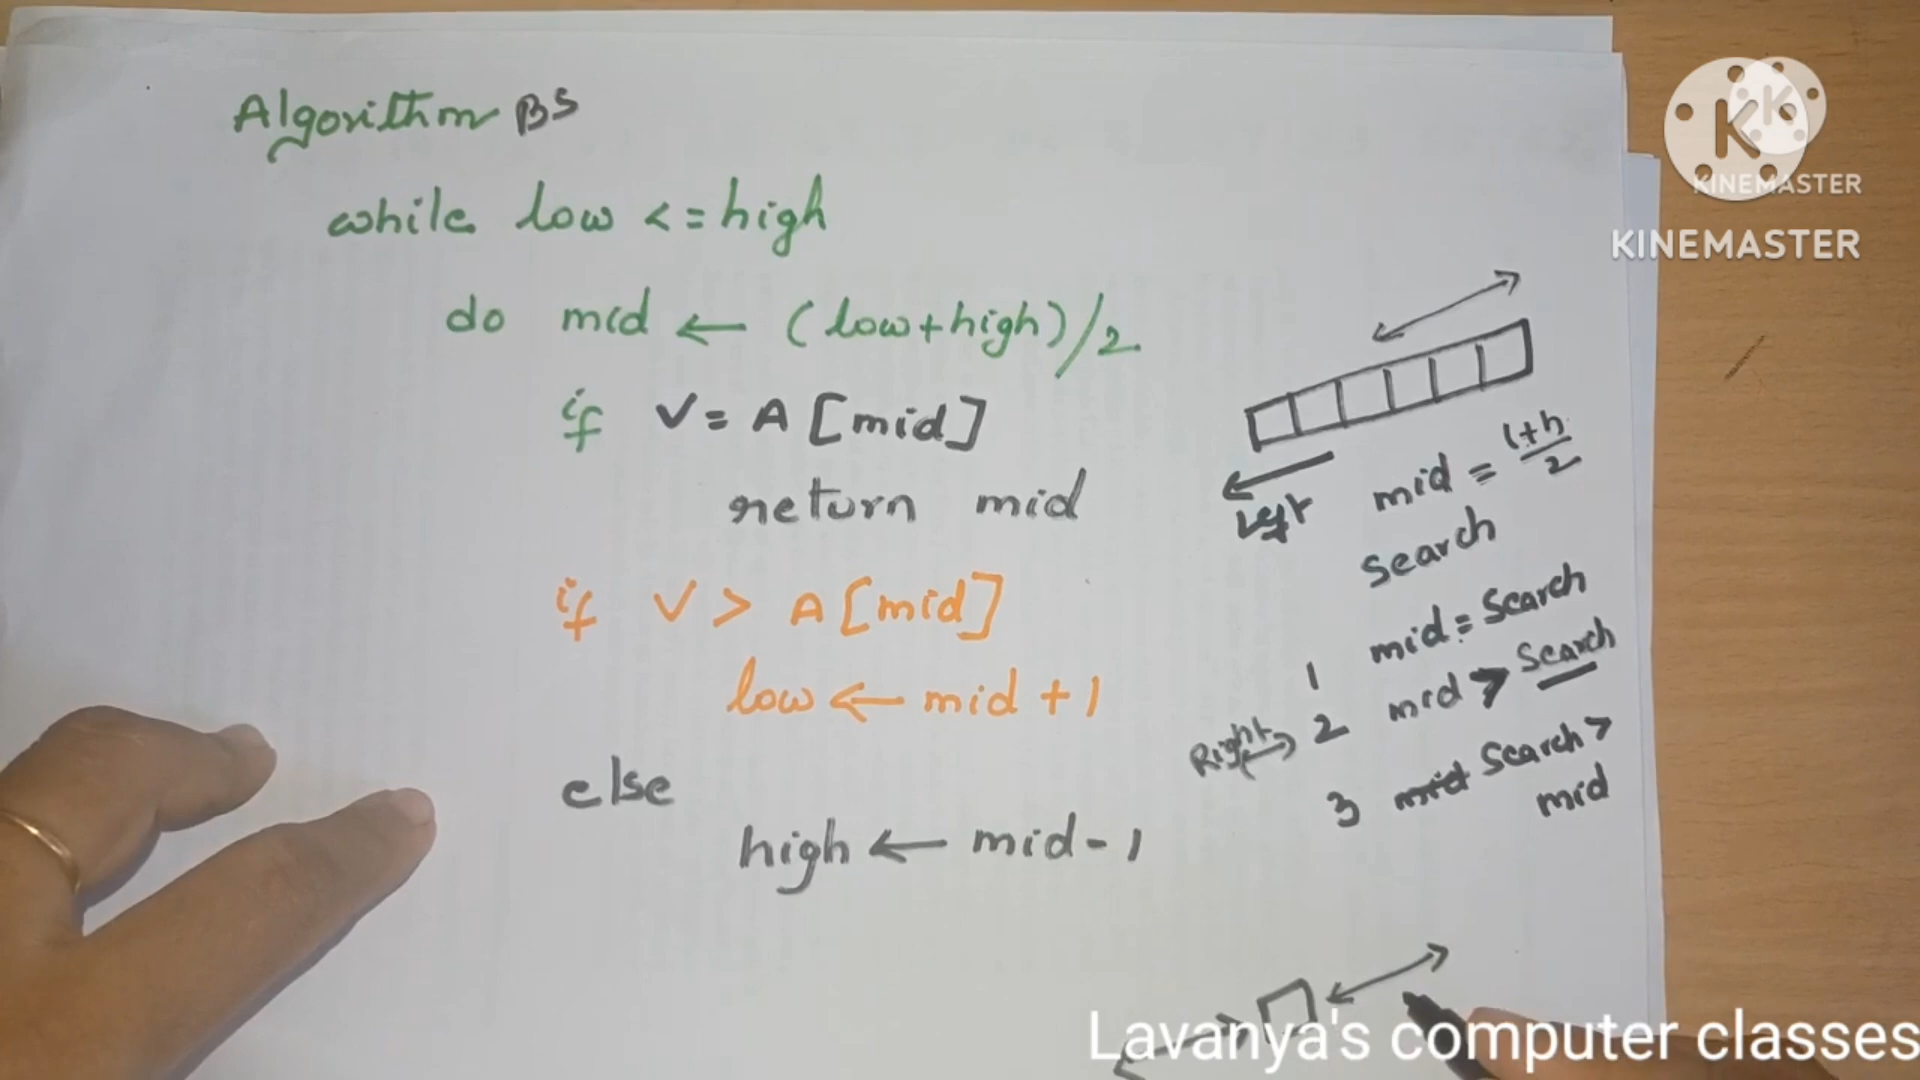 Algorithm BS
while low <= high
do mid ← (low+high)/2
if V = A [mid]
return mid
if V > A [mid]
low ← mid + 1
else
high ← mid - 1
Left
mid = l+h/2
search
1 mid = Search
Right 2 mid > Search
3 mid Search >
mid
KINEMASTER
KINEMASTER
Lavanya's computer classes